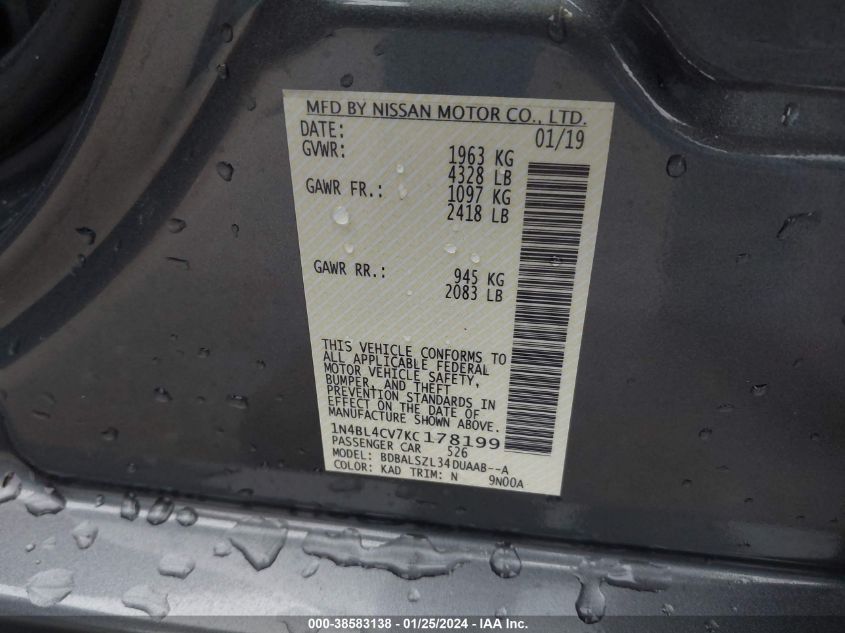 MFD BY NISSAN MOTOR CO., LTD.
DATE: 01/19
GVWR: 1963 KG
4328 LB
GAWR FR.: 1097 KG
2418 LB
GAWR RR.: 945 KG
2083 LB
THIS VEHICLE CONFORMS TO
ALL APPLICABLE FEDERAL
MOTOR VEHICLE SAFETY,
BUMPER, AND THEFT
PREVENTION STANDARDS IN
EFFECT ON THE DATE OF
MANUFACTURE SHOWN ABOVE.
1N4BL4CV7KC178199
PASSENGER CAR 526
MODEL: BDBALSZL34DUAAB--A
COLOR: KAD TRIM: N 9N00A
000-38583138 - 01/25/2024 - IAA Inc.